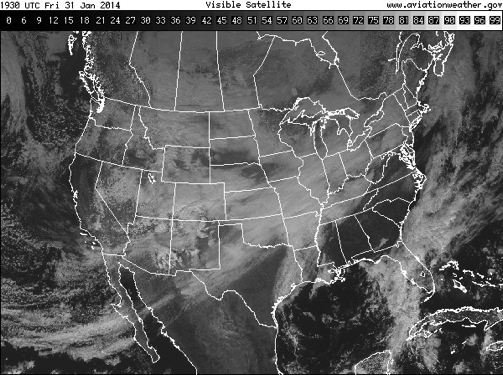 1930 UTC Fri 31 Jan 2014 Visible Satellite www.aviationweather.gov
0 6 9 12 15 18 21 24 27 30 33 36 39 42 45 48 51 54 57 60 63 66 69 72 75 78 81 84 87 90 93 96 99